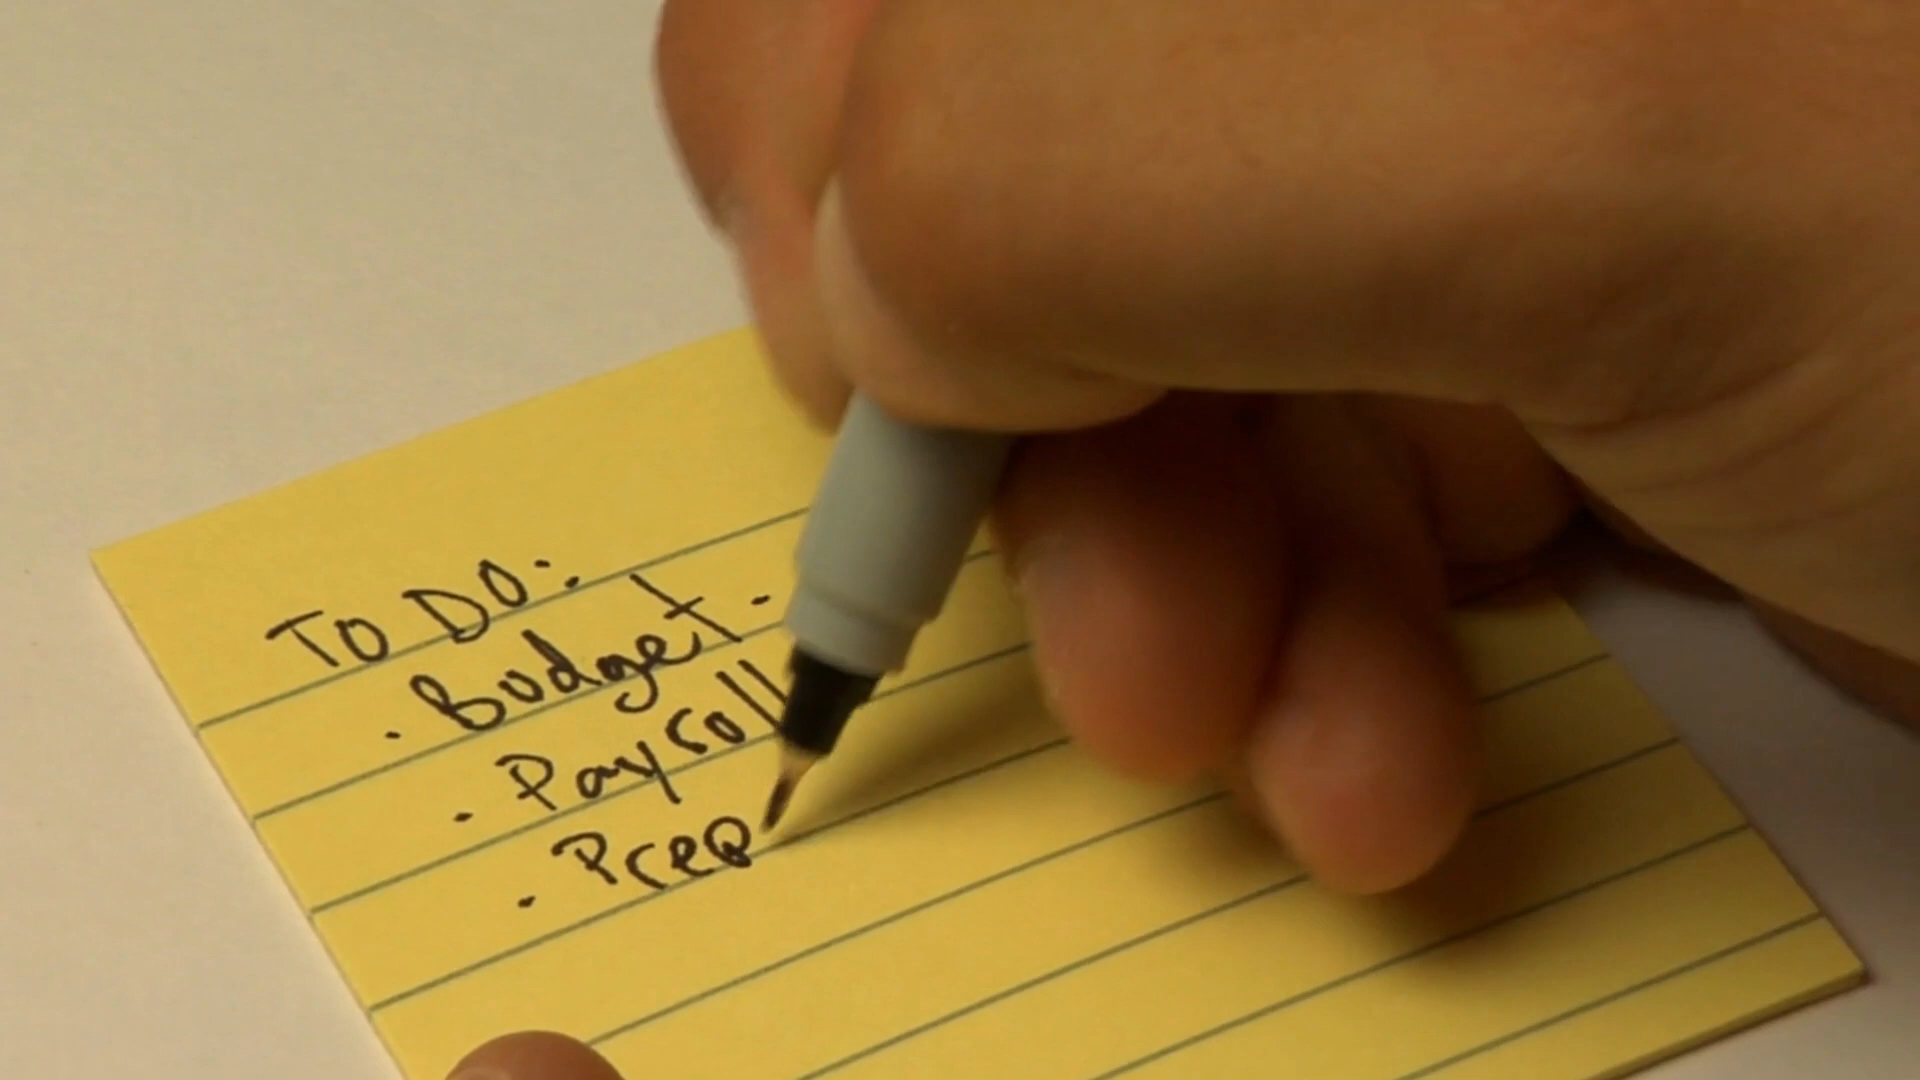 To Do:
. Budget.
. Payroll
. Prep